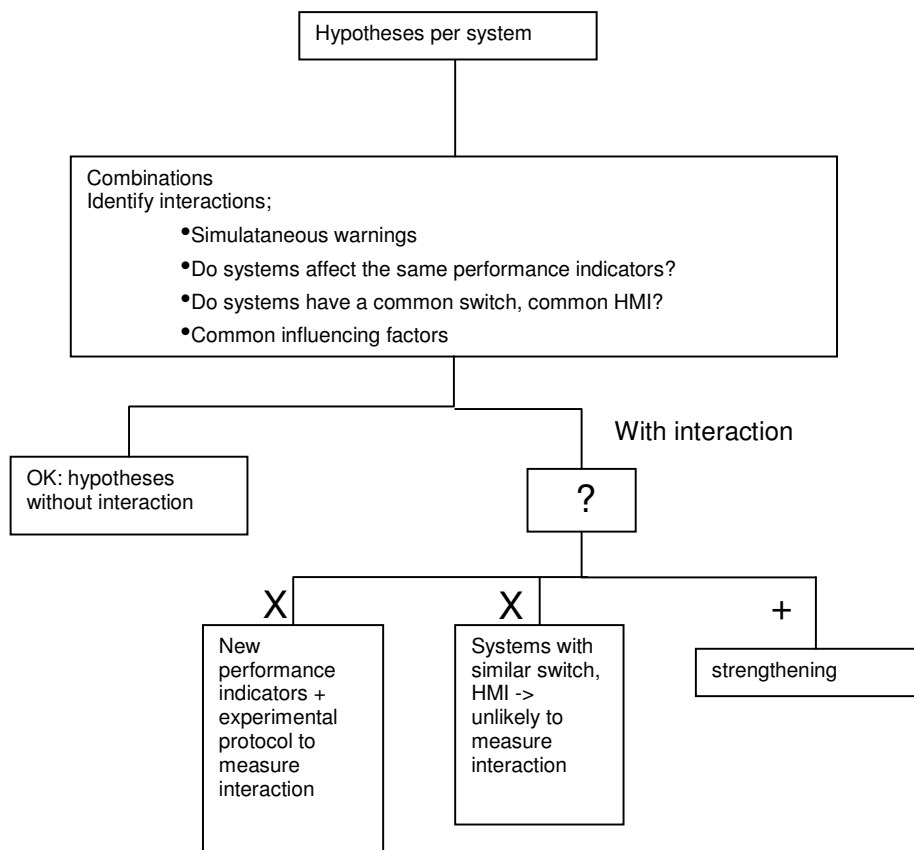 Hypotheses per system
Combinations
Identify interactions;
•Simulataneous warnings
•Do systems affect the same performance indicators?
•Do systems have a common switch, common HMI?
•Common influencing factors
With interaction
OK: hypotheses
without interaction
?
X
X
+
New
performance
indicators +
experimental
protocol to
measure
interaction
Systems with
similar switch,
HMI ->
unlikely to
measure
interaction
strengthening